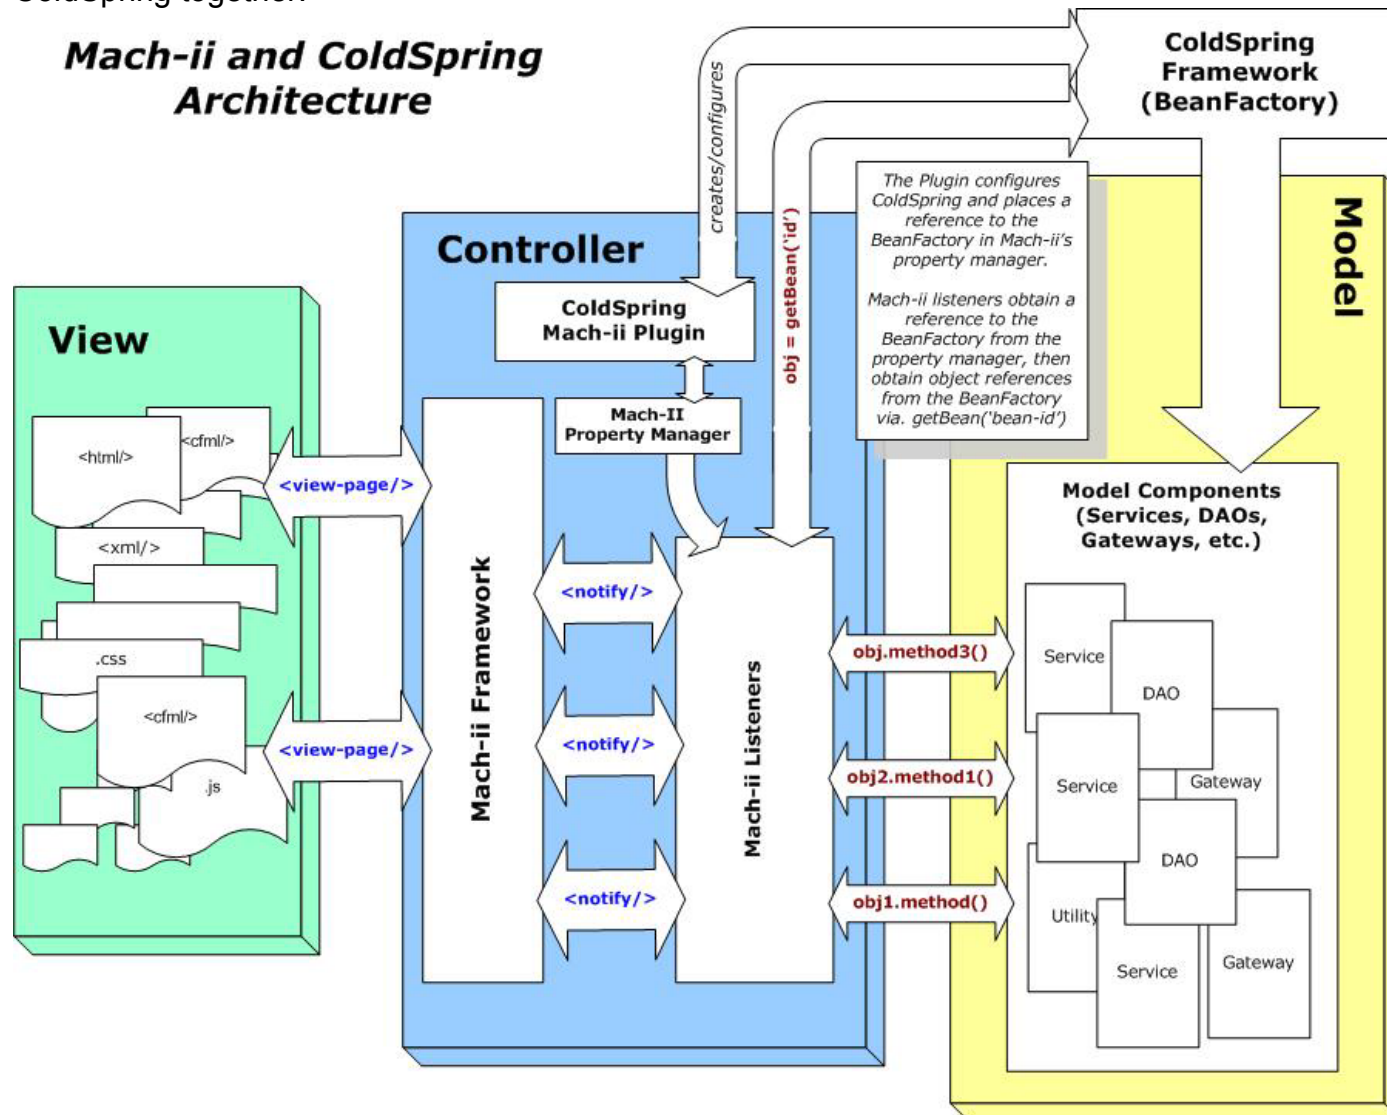 ColdSpring together.
Mach-ii and ColdSpring
Architecture
ColdSpring
Framework
(BeanFactory)
creates/configures
obj = getBean('id')
The Plugin configures
ColdSpring and places a
reference to the
BeanFactory in Mach-ii's
property manager.
Mach-ii listeners obtain a
reference to the
BeanFactory from the
property manager, then
obtain object references
from the BeanFactory
via. getBean('bean-id')
Model
Controller
ColdSpring
Mach-ii Plugin
Mach-II
Property Manager
View
<html/>
<cfml/>
<xml/>
.css
<cfml/>
.js
<view-page/>
<view-page/>
Mach-ii Framework
<notify/>
<notify/>
<notify/>
Mach-ii Listeners
obj.method3()
obj2.method1()
obj1.method()
Model Components
(Services, DAOs,
Gateways, etc.)
Service
DAO
Service
Gateway
DAO
Utility
Service
Gateway